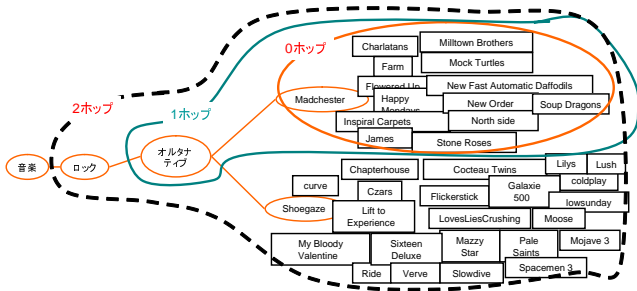 0ホップ
Charlatans
Milltown Brothers
Farm
Mock Turtles
2ホップ
1ホップ
Flowered Up
New Fast Automatic Daffodils
Madchester
Happy
Mondays
New Order
Soup Dragons
Inspiral Carpets
North side
James
Stone Roses
音楽
ロック
オルタナ
ティブ
Chapterhouse
Cocteau Twins
Lilys
Lush
curve
Czars
Flickerstick
Galaxie
500
coldplay
lowsunday
Shoegaze
Lift to
Experience
LovesLiesCrushing
Moose
My Bloody
Valentine
Sixteen
Deluxe
Mazzy
Star
Pale
Saints
Mojave 3
Ride
Verve
Slowdive
Spacemen 3